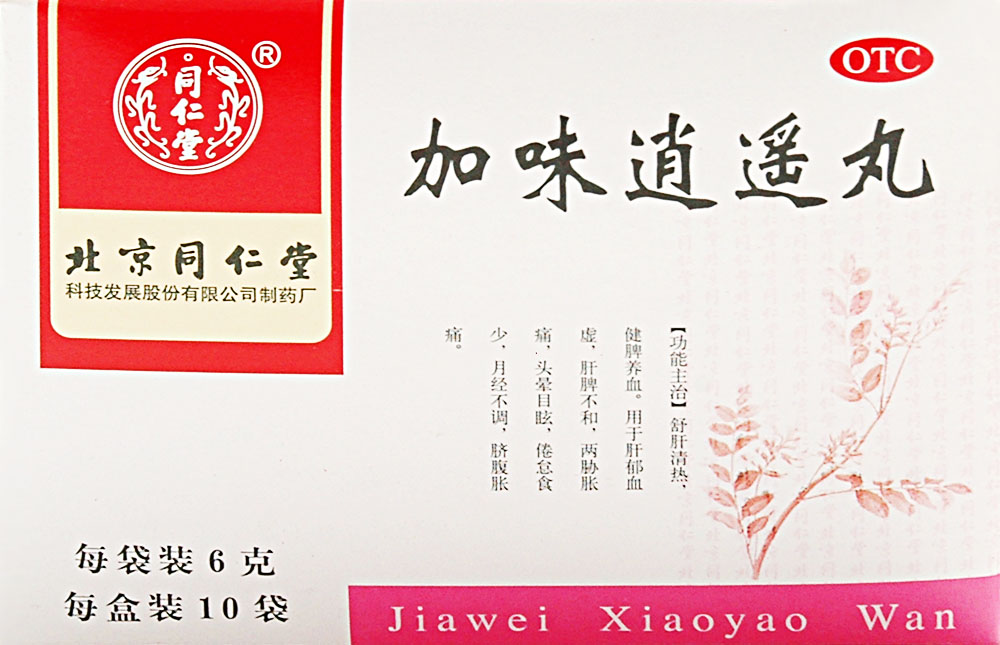 同仁堂
®
OTC
加味逍遥丸
北京同仁堂
科技发展股份有限公司制药厂
【功能主治】舒肝清热，
健脾养血。用于肝郁血
虚，肝脾不和，两胁胀
痛，头晕目眩，倦怠食
少，月经不调，脐腹胀
痛。
每袋装6克
每盒装10袋
Jiawei Xiaoyao Wan